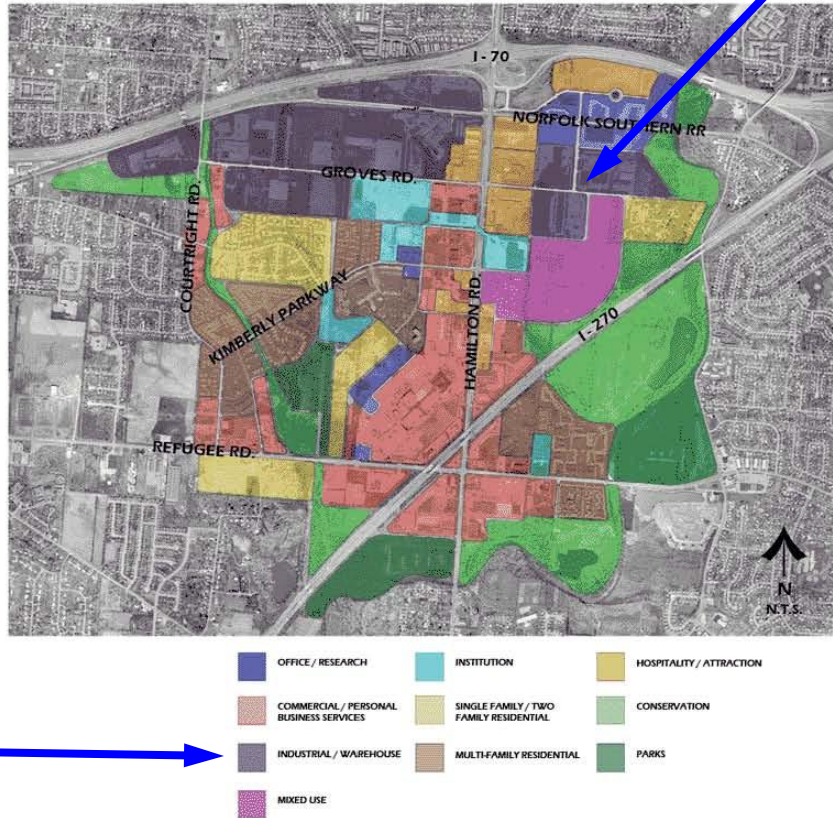 I - 70
NORFOLK SOUTHERN RR
GROVES RD.
COURTRIGHT RD.
KIMBERLY PARKWAY
HAMILTON RD.
I - 270
REFUGEE RD.
N
N.T.S.
OFFICE / RESEARCH
INSTITUTION
HOSPITALITY / ATTRACTION
COMMERCIAL / PERSONAL
BUSINESS SERVICES
SINGLE FAMILY / TWO
FAMILY RESIDENTIAL
CONSERVATION
INDUSTRIAL / WAREHOUSE
MULTI-FAMILY RESIDENTIAL
PARKS
MIXED USE